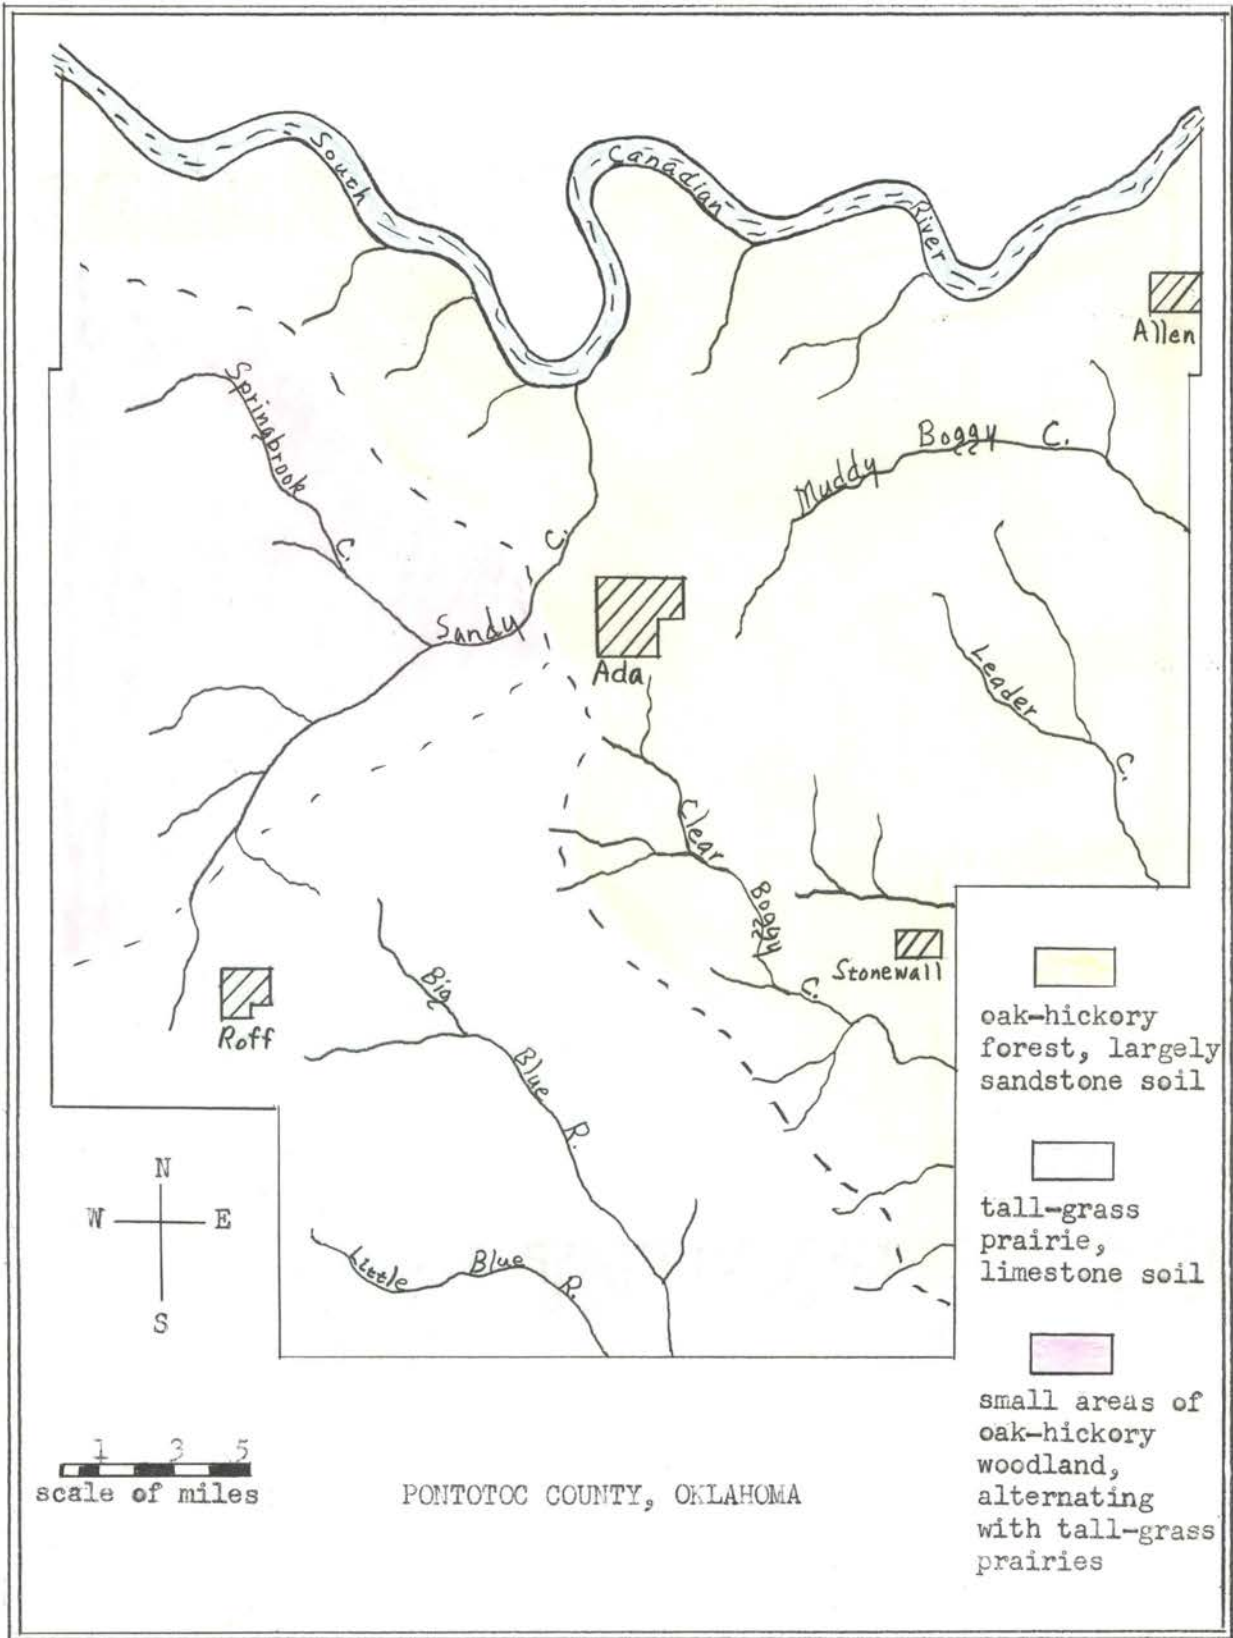 South Canadian River
Allen
Springbrook C.
Muddy Boggy C.
Sandy C.
Ada
Leader C.
Clear Boggy C.
Stonewall
Roff
Big Blue R.
Little Blue R.
oak-hickory
forest, largely
sandstone soil
tall-grass
prairie,
limestone soil
small areas of
oak-hickory
woodland,
alternating
with tall-grass
prairies
N
W E
S
1 3 5
scale of miles
PONTOTOC COUNTY, OKLAHOMA